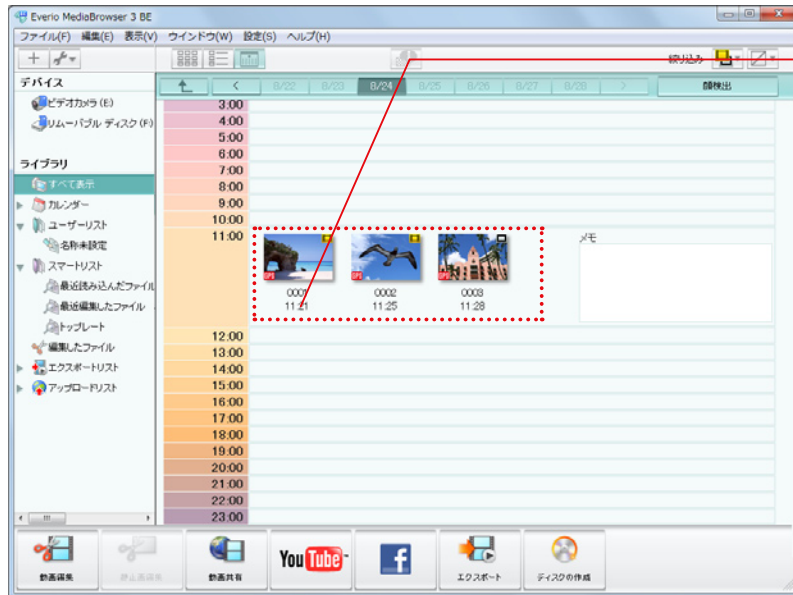 Everio MediaBrowser 3 BE
ファイル(F) 編集(E) 表示(V) ウインドウ(W) 設定(S) ヘルプ(H)
絞り込み
デバイス
ビデオカメラ (E)
リムーバブル ディスク (F)
ライブラリ
すべて表示
カレンダー
ユーザーリスト
名称未設定
スマートリスト
最近読み込んだファイル
最近編集したファイル
トップレート
編集したファイル
エクスポートリスト
アップロードリスト
8/22 8/23 8/24 8/25 8/26 8/27 8/28 顔検出
3:00
4:00
5:00
6:00
7:00
8:00
9:00
10:00
11:00
メモ
0001 0002 0003
11:21 11:25 11:28
12:00
13:00
14:00
15:00
16:00
17:00
18:00
19:00
20:00
21:00
22:00
23:00
You Tube
f
動画編集 静止画編集 動画共有 エクスポート ディスクの作成